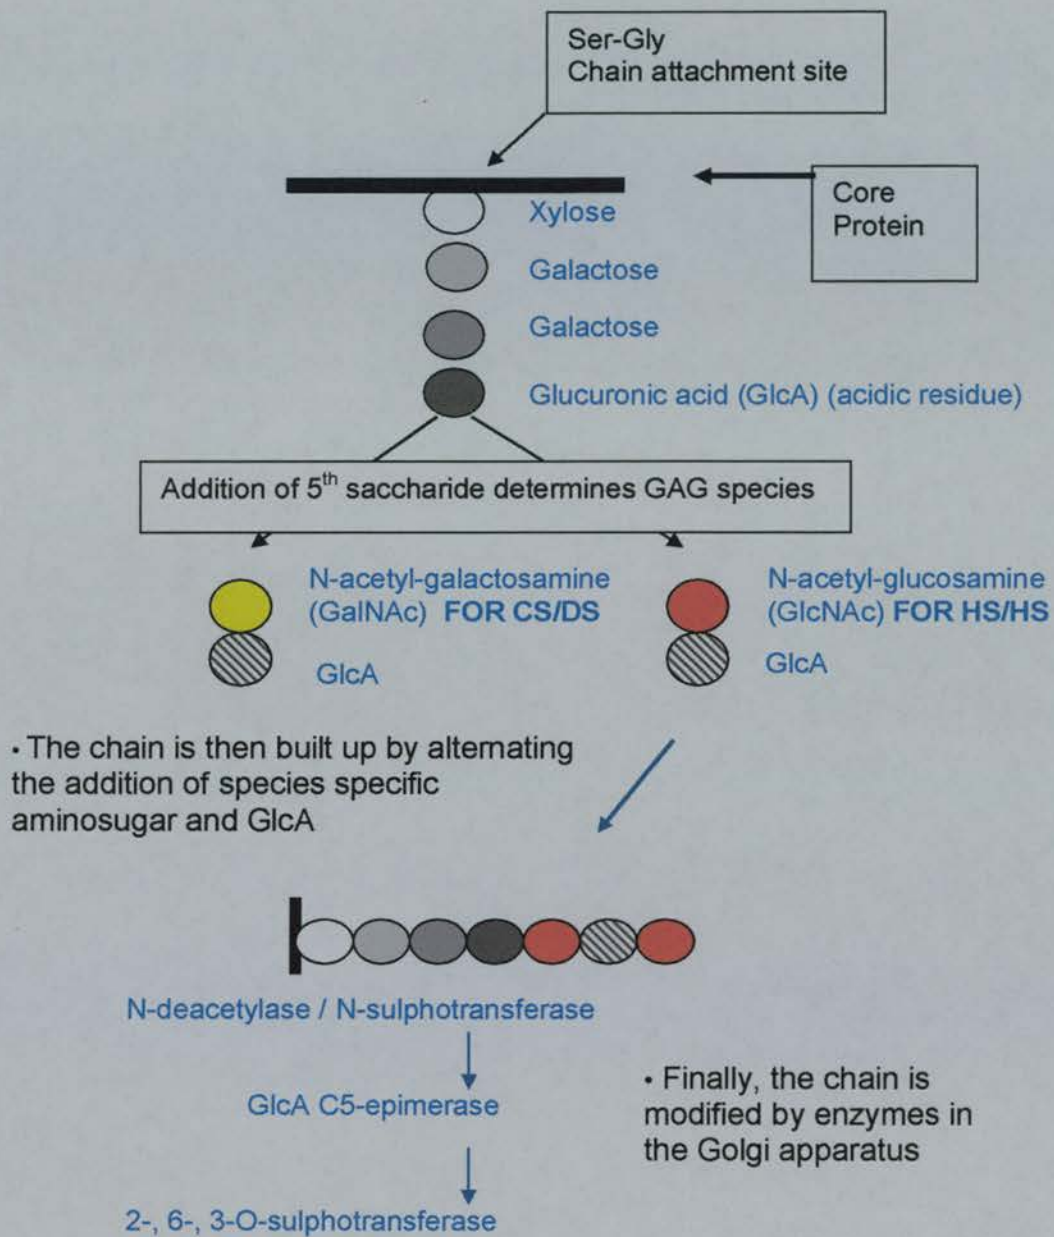 Ser-Gly
Chain attachment site
Core
Protein
Xylose
Galactose
Galactose
Glucuronic acid (GlcA) (acidic residue)
Addition of 5th saccharide determines GAG species
N-acetyl-galactosamine
(GalNAc) FOR CS/DS
GlcA
N-acetyl-glucosamine
(GlcNAc) FOR HS/HS
GlcA
· The chain is then built up by alternating
the addition of species specific
aminosugar and GlcA
N-deacetylase / N-sulphotransferase
GlcA C5-epimerase
2-, 6-, 3-O-sulphotransferase
· Finally, the chain is
modified by enzymes in
the Golgi apparatus